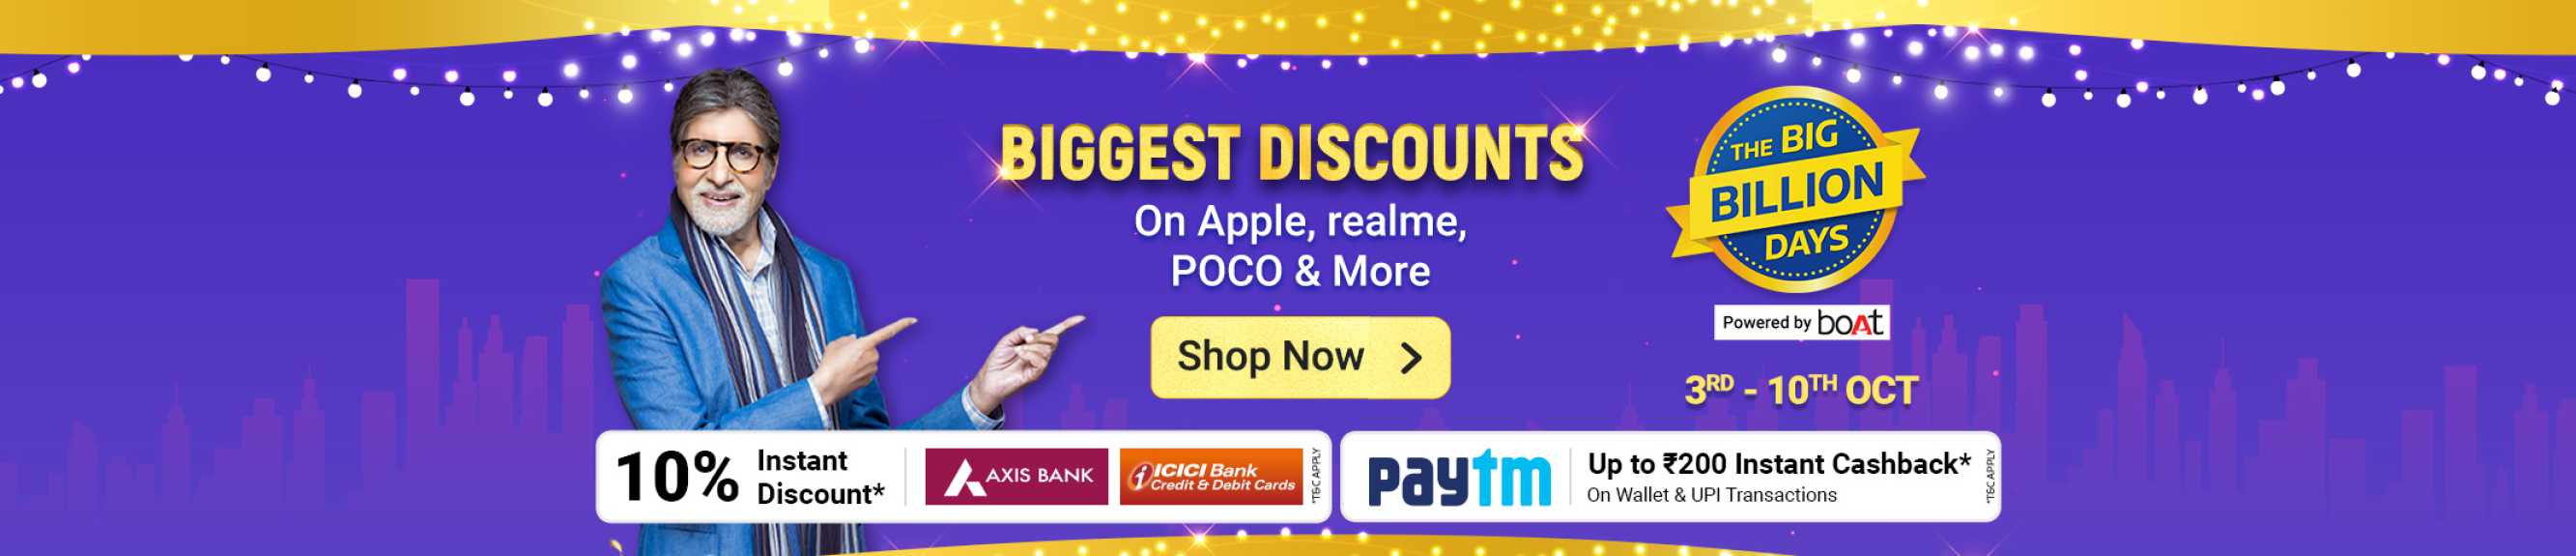 BIGGEST DISCOUNTS
On Apple, realme,
POCO & More
Shop Now
THE BIG
BILLION
DAYS
Powered by boAt
3RD - 10TH OCT
10% Instant
Discount*
AXIS BANK
ICICI Bank
Credit & Debit Cards
*T&C APPLY
paytm
Up to ₹200 Instant Cashback*
On Wallet & UPI Transactions
*T&C APPLY